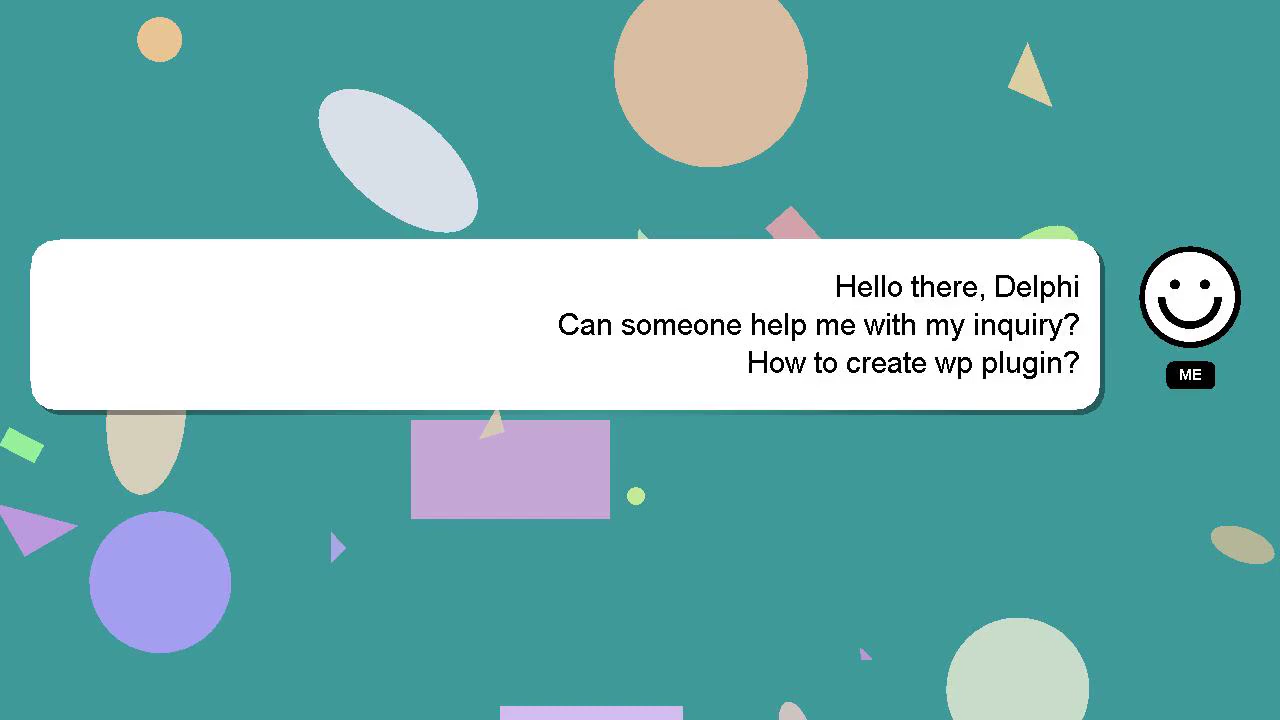 Hello there, Delphi
Can someone help me with my inquiry?
How to create wp plugin?
ME